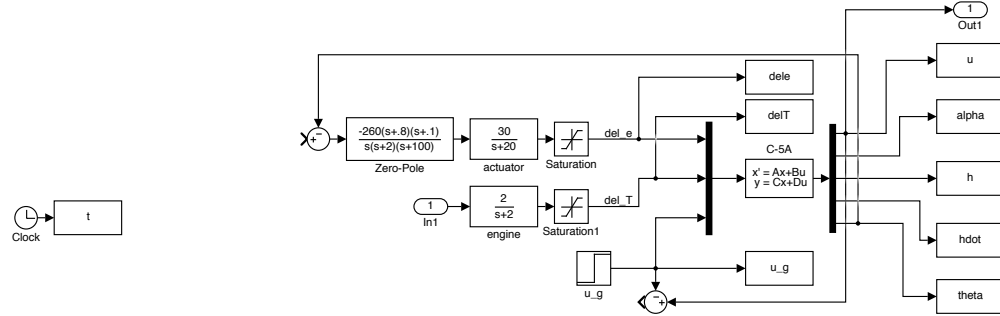 1
Out1
u
dele
delT
alpha
−
+
-260(s+.8)(s+.1)
s(s+2)(s+100)
Zero-Pole
30
s+20
actuator
Saturation
del_e
C-5A
x' = Ax+Bu
y = Cx+Du
h
1
In1
2
s+2
engine
Saturation1
del_T
Clock
t
hdot
u_g
u_g
−
+
theta